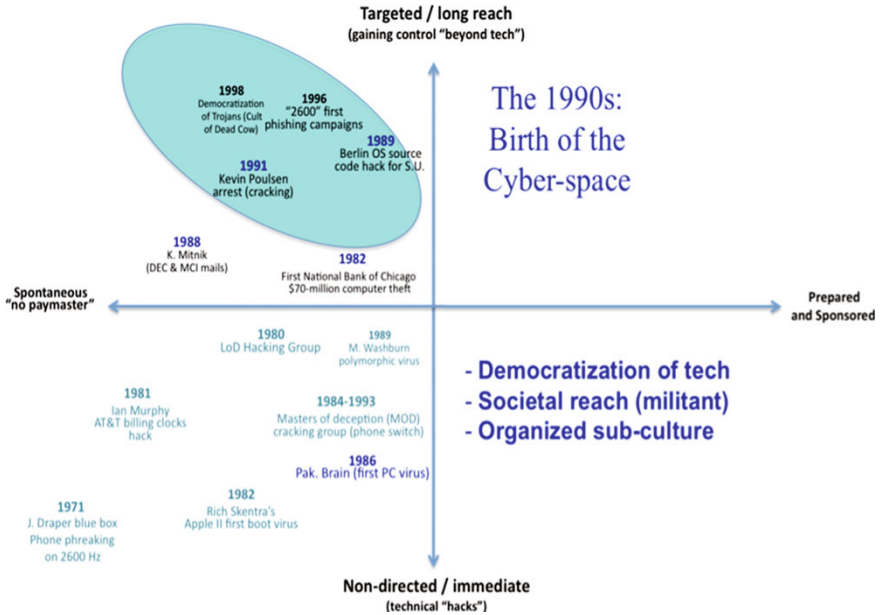 Targeted / long reach
(gaining control “beyond tech”)
The 1990s:
Birth of the
Cyber-space
1998
Democratization
of Trojans (Cult
of Dead Cow)
1996
“2600” first
phishing campaigns
1989
Berlin OS source
code hack for S.U.
1991
Kevin Poulsen
arrest (cracking)
1988
K. Mitnik
(DEC & MCI mails)
1982
First National Bank of Chicago
$70-million computer theft
Spontaneous
“no paymaster”
Prepared
and Sponsored
1980
LoD Hacking Group
1989
M. Washburn
polymorphic virus
- Democratization of tech
- Societal reach (militant)
- Organized sub-culture
1981
Ian Murphy
AT&T billing clocks
hack
1984-1993
Masters of deception (MOD)
cracking group (phone switch)
1986
Pak. Brain (first PC virus)
1982
Rich Skentra's
Apple II first boot virus
1971
J. Draper blue box
Phone phreaking
on 2600 Hz
Non-directed / immediate
(technical “hacks”)